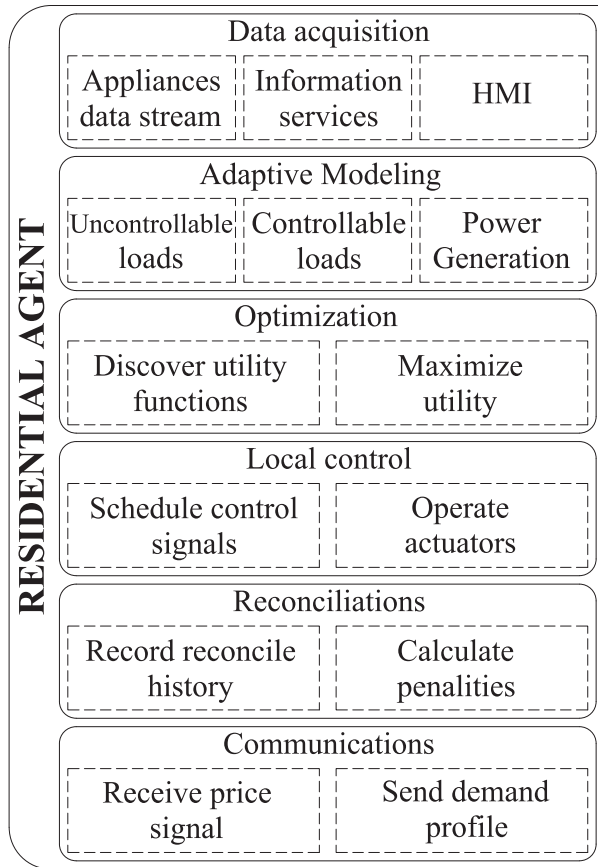 RESIDENTIAL AGENT
Data acquisition
Appliances
data stream
Information
services
HMI
Adaptive Modeling
Uncontrollable
loads
Controllable
loads
Power
Generation
Optimization
Discover utility
functions
Maximize
utility
Local control
Schedule control
signals
Operate
actuators
Reconciliations
Record reconcile
history
Calculate
penalities
Communications
Receive price
signal
Send demand
profile